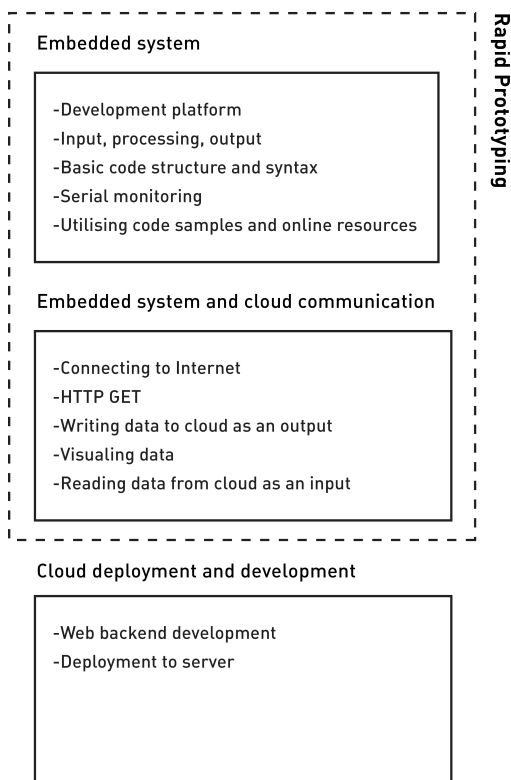 Rapid Prototyping
Embedded system
-Development platform
-Input, processing, output
-Basic code structure and syntax
-Serial monitoring
-Utilising code samples and online resources
Embedded system and cloud communication
-Connecting to Internet
-HTTP GET
-Writing data to cloud as an output
-Visualing data
-Reading data from cloud as an input
Cloud deployment and development
-Web backend development
-Deployment to server